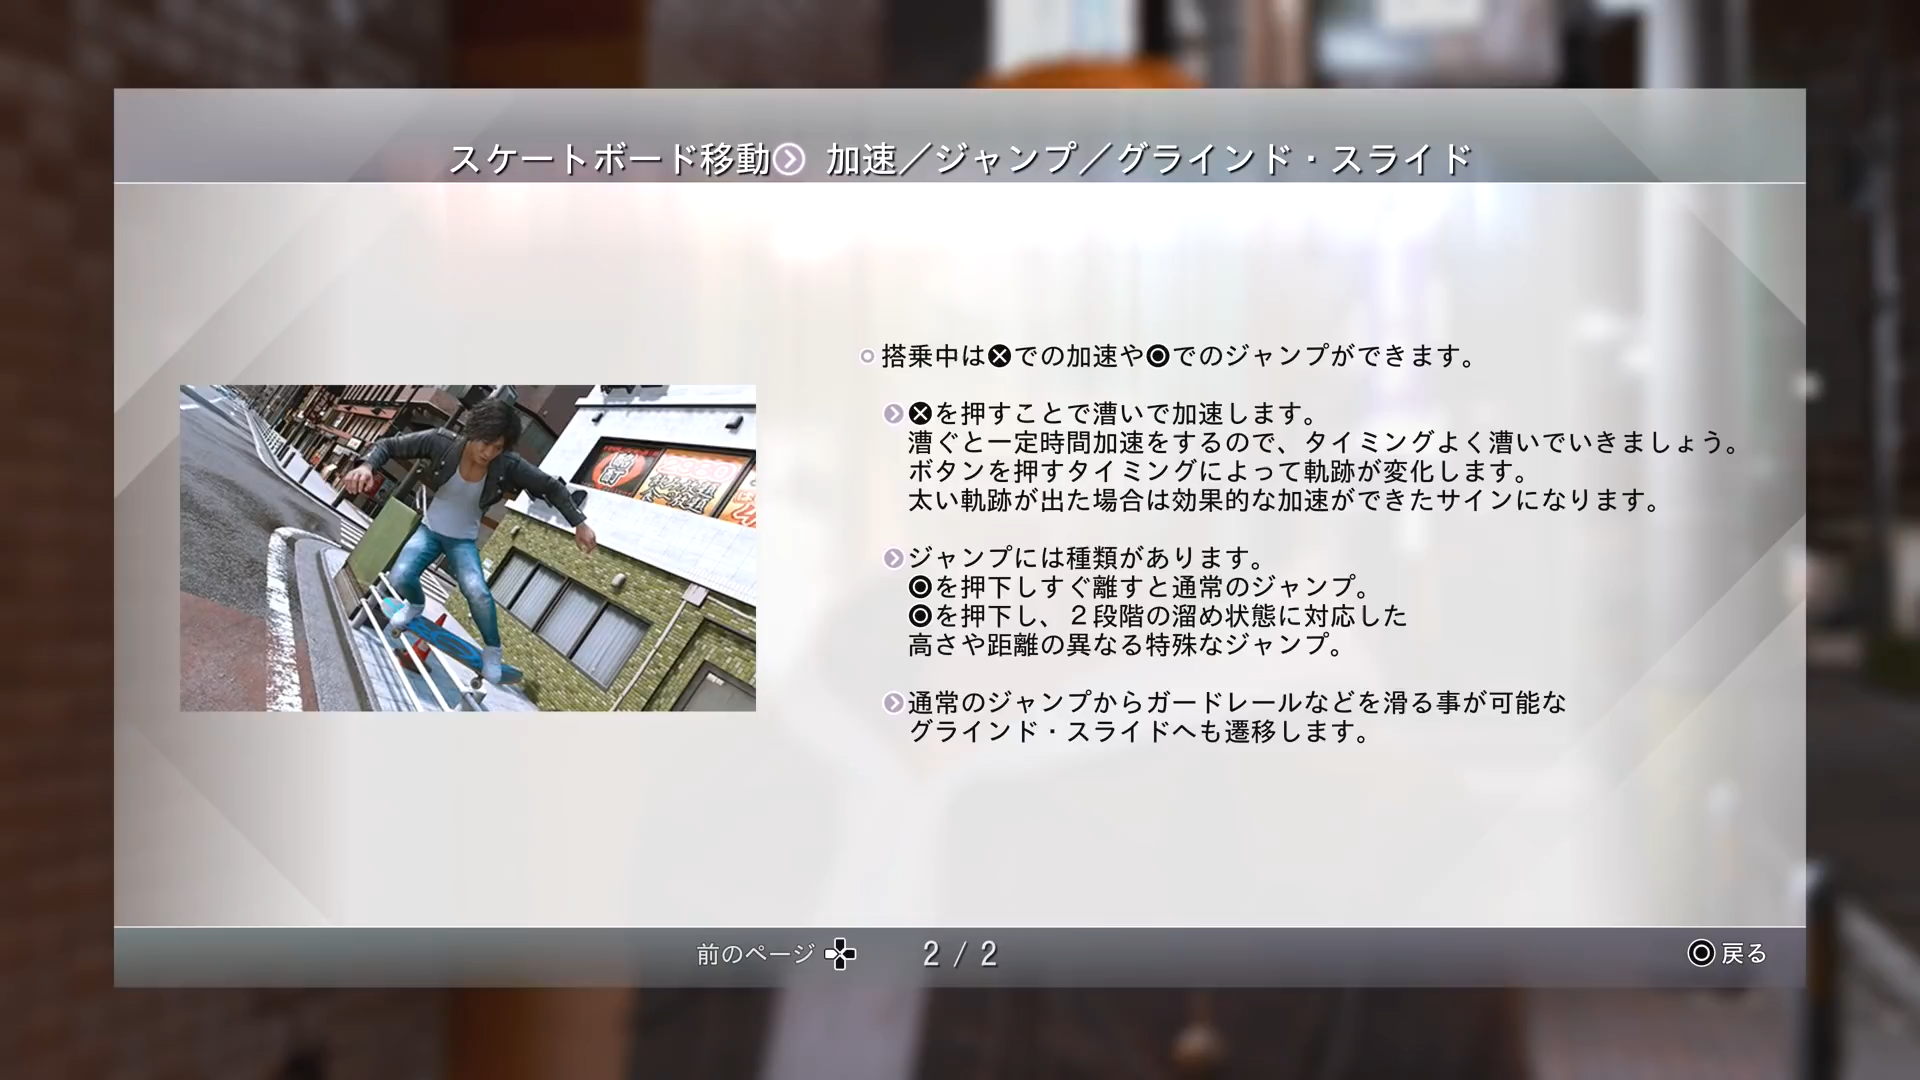 スケートボード移動 加速／ジャンプ／グラインド・スライド
搭乗中は⊗での加速や◎でのジャンプができます。
⊗を押すことで漕いで加速します。
漕ぐと一定時間加速をするので、タイミングよく漕いでいきましょう。
ボタンを押すタイミングによって軌跡が変化します。
太い軌跡が出た場合は効果的な加速ができたサインになります。
ジャンプには種類があります。
◎を押下しすぐ離すと通常のジャンプ。
◎を押下し、２段階の溜め状態に対応した
高さや距離の異なる特殊なジャンプ。
通常のジャンプからガードレールなどを滑る事が可能な
グラインド・スライドへも遷移します。
前のページ 2 / 2
◎戻る